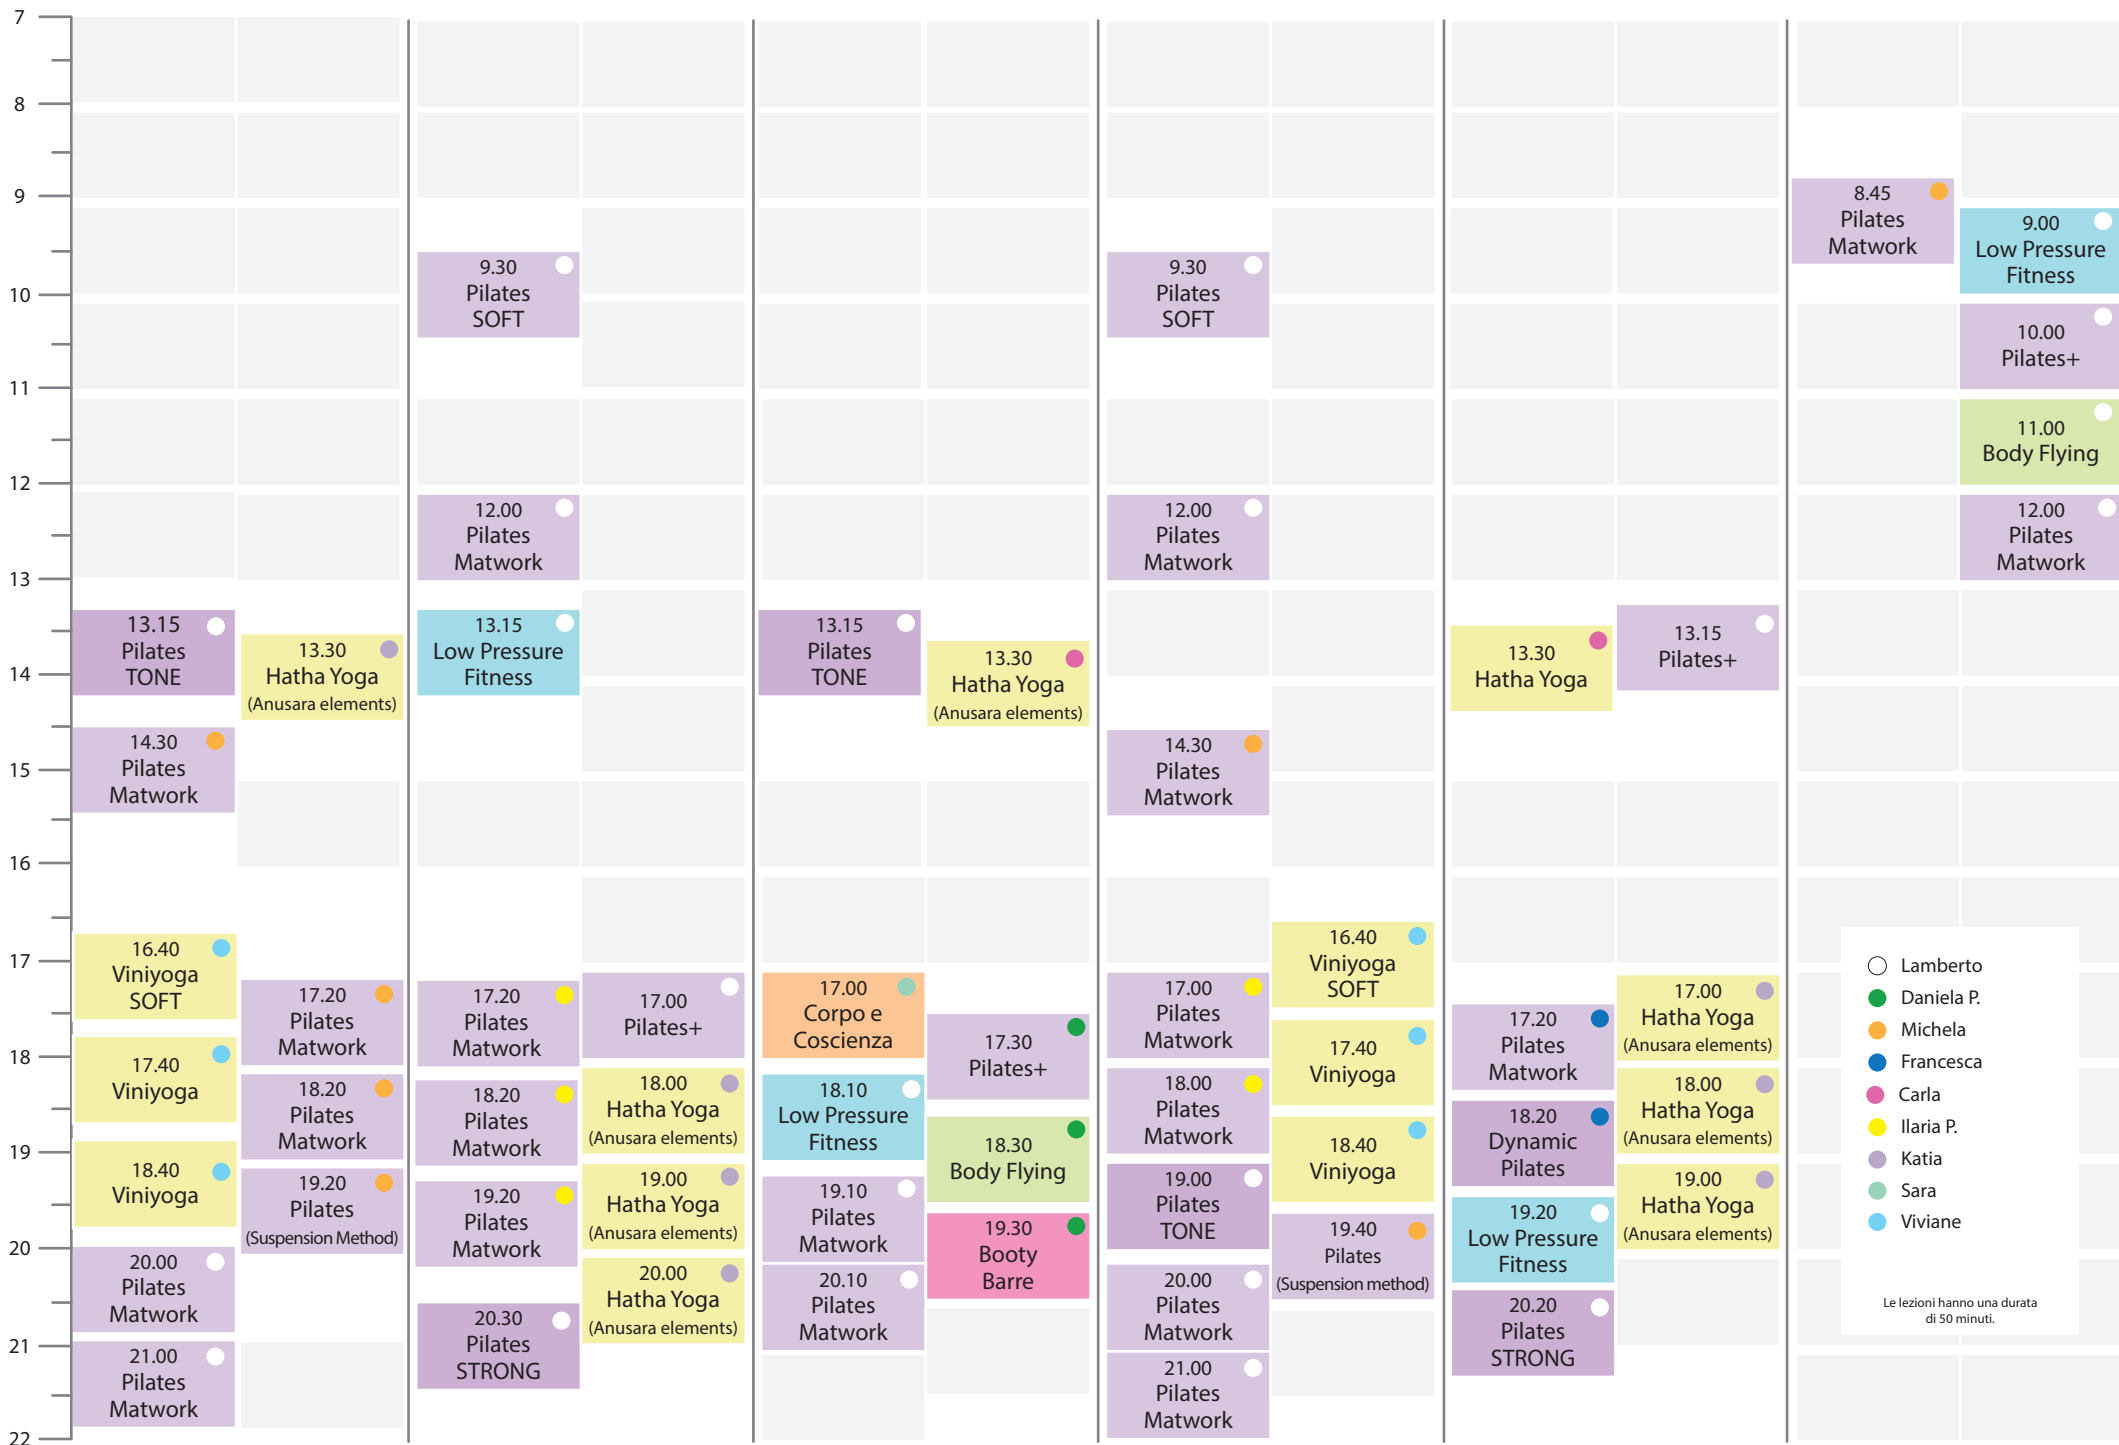 7
8
9
10
11
12
13
14
15
16
17
18
19
20
21
22
13.15
Pilates
TONE
14.30
Pilates
Matwork
16.40
Viniyoga
SOFT
17.40
Viniyoga
18.40
Viniyoga
20.00
Pilates
Matwork
21.00
Pilates
Matwork
13.30
Hatha Yoga
(Anusara elements)
17.20
Pilates
Matwork
18.20
Pilates
Matwork
19.20
Pilates
(Suspension Method)
9.30
Pilates
SOFT
12.00
Pilates
Matwork
13.15
Low Pressure
Fitness
17.20
Pilates
Matwork
18.20
Pilates
Matwork
19.20
Pilates
Matwork
20.30
Pilates
STRONG
17.00
Pilates+
18.00
Hatha Yoga
(Anusara elements)
19.00
Hatha Yoga
(Anusara elements)
20.00
Hatha Yoga
(Anusara elements)
13.15
Pilates
TONE
17.00
Corpo e
Coscienza
18.10
Low Pressure
Fitness
19.10
Pilates
Matwork
20.10
Pilates
Matwork
13.30
Hatha Yoga
(Anusara elements)
17.30
Pilates+
18.30
Body Flying
19.30
Booty
Barre
9.30
Pilates
SOFT
12.00
Pilates
Matwork
14.30
Pilates
Matwork
17.00
Pilates
Matwork
18.00
Pilates
Matwork
19.00
Pilates
TONE
20.00
Pilates
Matwork
21.00
Pilates
Matwork
16.40
Viniyoga
SOFT
17.40
Viniyoga
18.40
Viniyoga
19.40
Pilates
(Suspension method)
13.30
Hatha Yoga
17.20
Pilates
Matwork
18.20
Dynamic
Pilates
19.20
Low Pressure
Fitness
20.20
Pilates
STRONG
13.15
Pilates+
17.00
Hatha Yoga
(Anusara elements)
18.00
Hatha Yoga
(Anusara elements)
19.00
Hatha Yoga
(Anusara elements)
8.45
Pilates
Matwork
9.00
Low Pressure
Fitness
10.00
Pilates+
11.00
Body Flying
12.00
Pilates
Matwork
Lamberto
Daniela P.
Michela
Francesca
Carla
Ilaria P.
Katia
Sara
Viviane
Le lezioni hanno una durata
di 50 minuti.